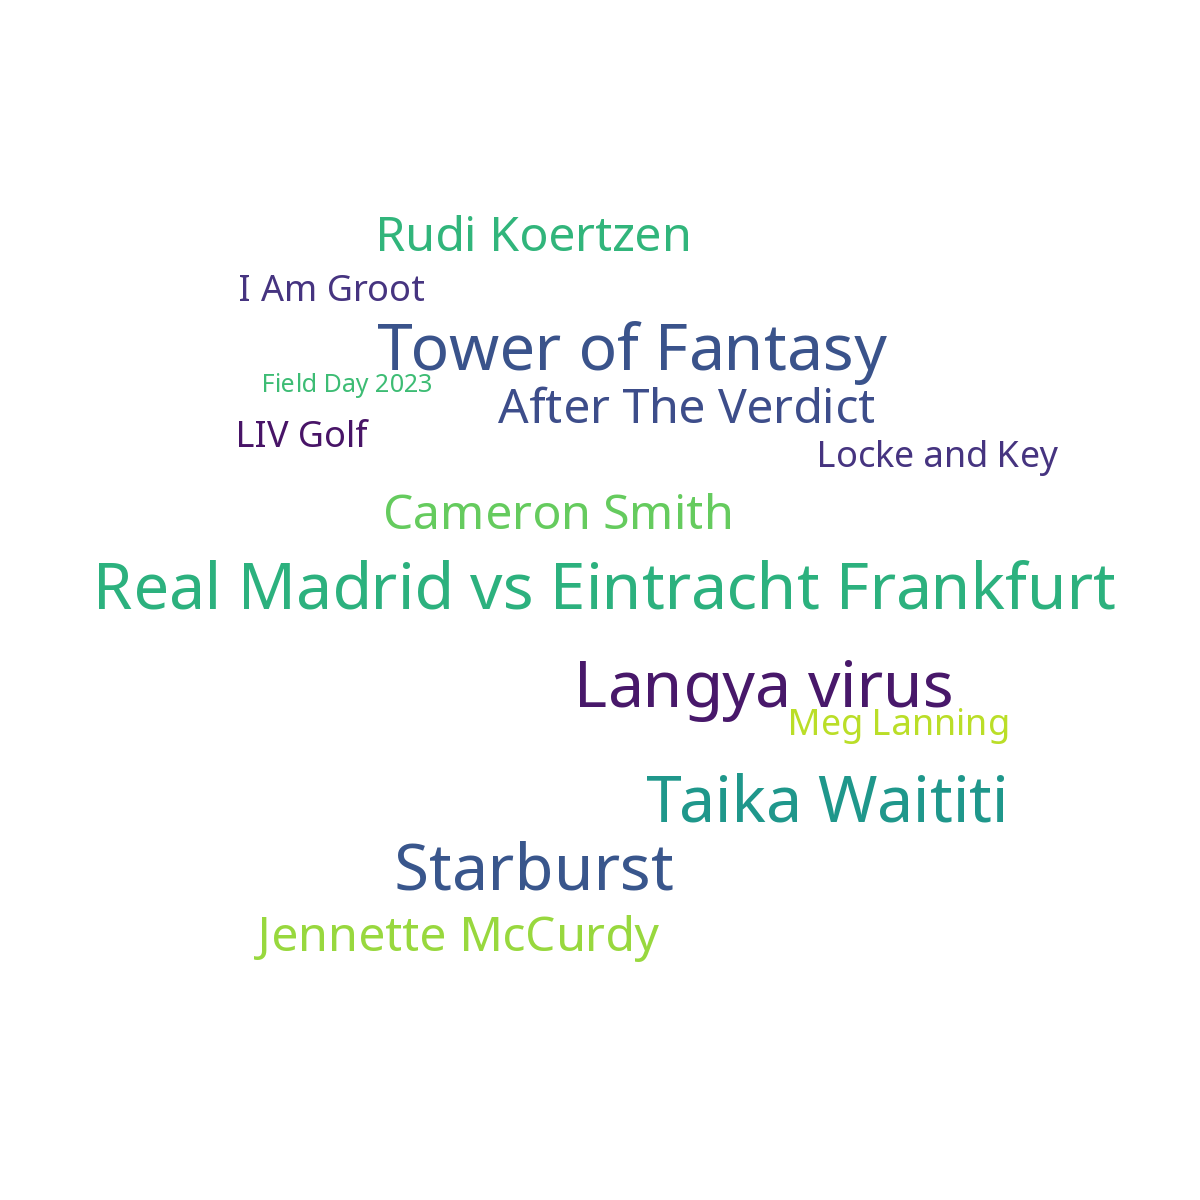 Rudi Koertzen
I Am Groot
Tower of Fantasy
Field Day 2023
After The Verdict
LIV Golf
Locke and Key
Cameron Smith
Real Madrid vs Eintracht Frankfurt
Langya virus
Meg Lanning
Taika Waititi
Starburst
Jennette McCurdy